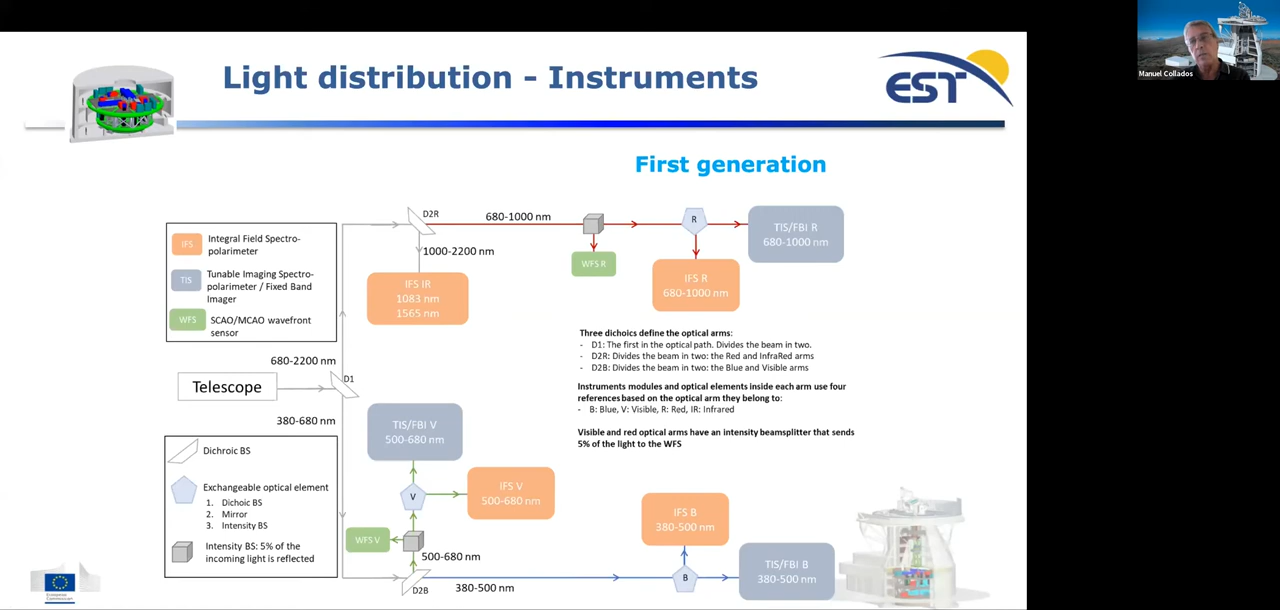 Manuel Collados
Light distribution - Instruments
EST
First generation
D2R
680-1000 nm
R
TIS/FBI R
680-1000 nm
IFS
Integral Field Spectro-
polarimeter
TIS
Tunable Imaging Spectro-
polarimeter / Fixed Band
Imager
WFS
SCAO/MCAO wavefront
sensor
1000-2200 nm
WFS R
IFS IR
1083 nm
1565 nm
IFS R
680-1000 nm
Three dichoics define the optical arms:
- D1: The first in the optical path. Divides the beam in two.
- D2R: Divides the beam in two: the Red and InfraRed arms
- D2B: Divides the beam in two: the Blue and Visible arms
680-2200 nm
Telescope
D1
Instruments modules and optical elements inside each arm use four
references based on the optical arm they belong to:
- B: Blue, V: Visible, R: Red, IR: Infrared
380-680 nm
Visible and red optical arms have an intensity beamsplitter that sends
5% of the light to the WFS
TIS/FBI V
500-680 nm
Dichroic BS
Exchangeable optical element
1. Dichoic BS
2. Mirror
3. Intensity BS
Intensity BS: 5% of the
incoming light is reflected
V
IFS V
500-680 nm
WFS V
500-680 nm
D2B
380-500 nm
IFS B
380-500 nm
B
TIS/FBI B
380-500 nm
European
Commission